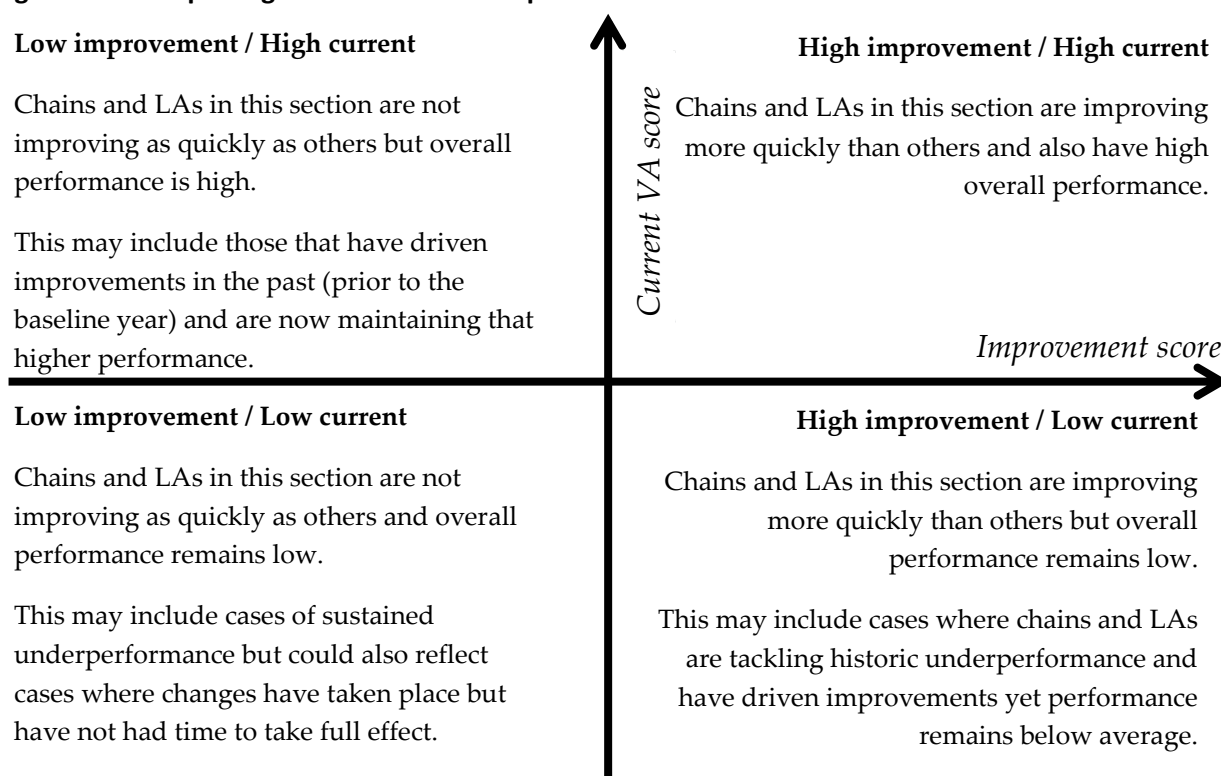 Low improvement / High current
Chains and LAs in this section are not
improving as quickly as others but overall
performance is high.
This may include those that have driven
improvements in the past (prior to the
baseline year) and are now maintaining that
higher performance.
High improvement / High current
Chains and LAs in this section are improving
more quickly than others and also have high
overall performance.
Current VA score
Improvement score
Low improvement / Low current
Chains and LAs in this section are not
improving as quickly as others and overall
performance remains low.
This may include cases of sustained
underperformance but could also reflect
cases where changes have taken place but
have not had time to take full effect.
High improvement / Low current
Chains and LAs in this section are improving
more quickly than others but overall
performance remains low.
This may include cases where chains and LAs
are tackling historic underperformance and
have driven improvements yet performance
remains below average.